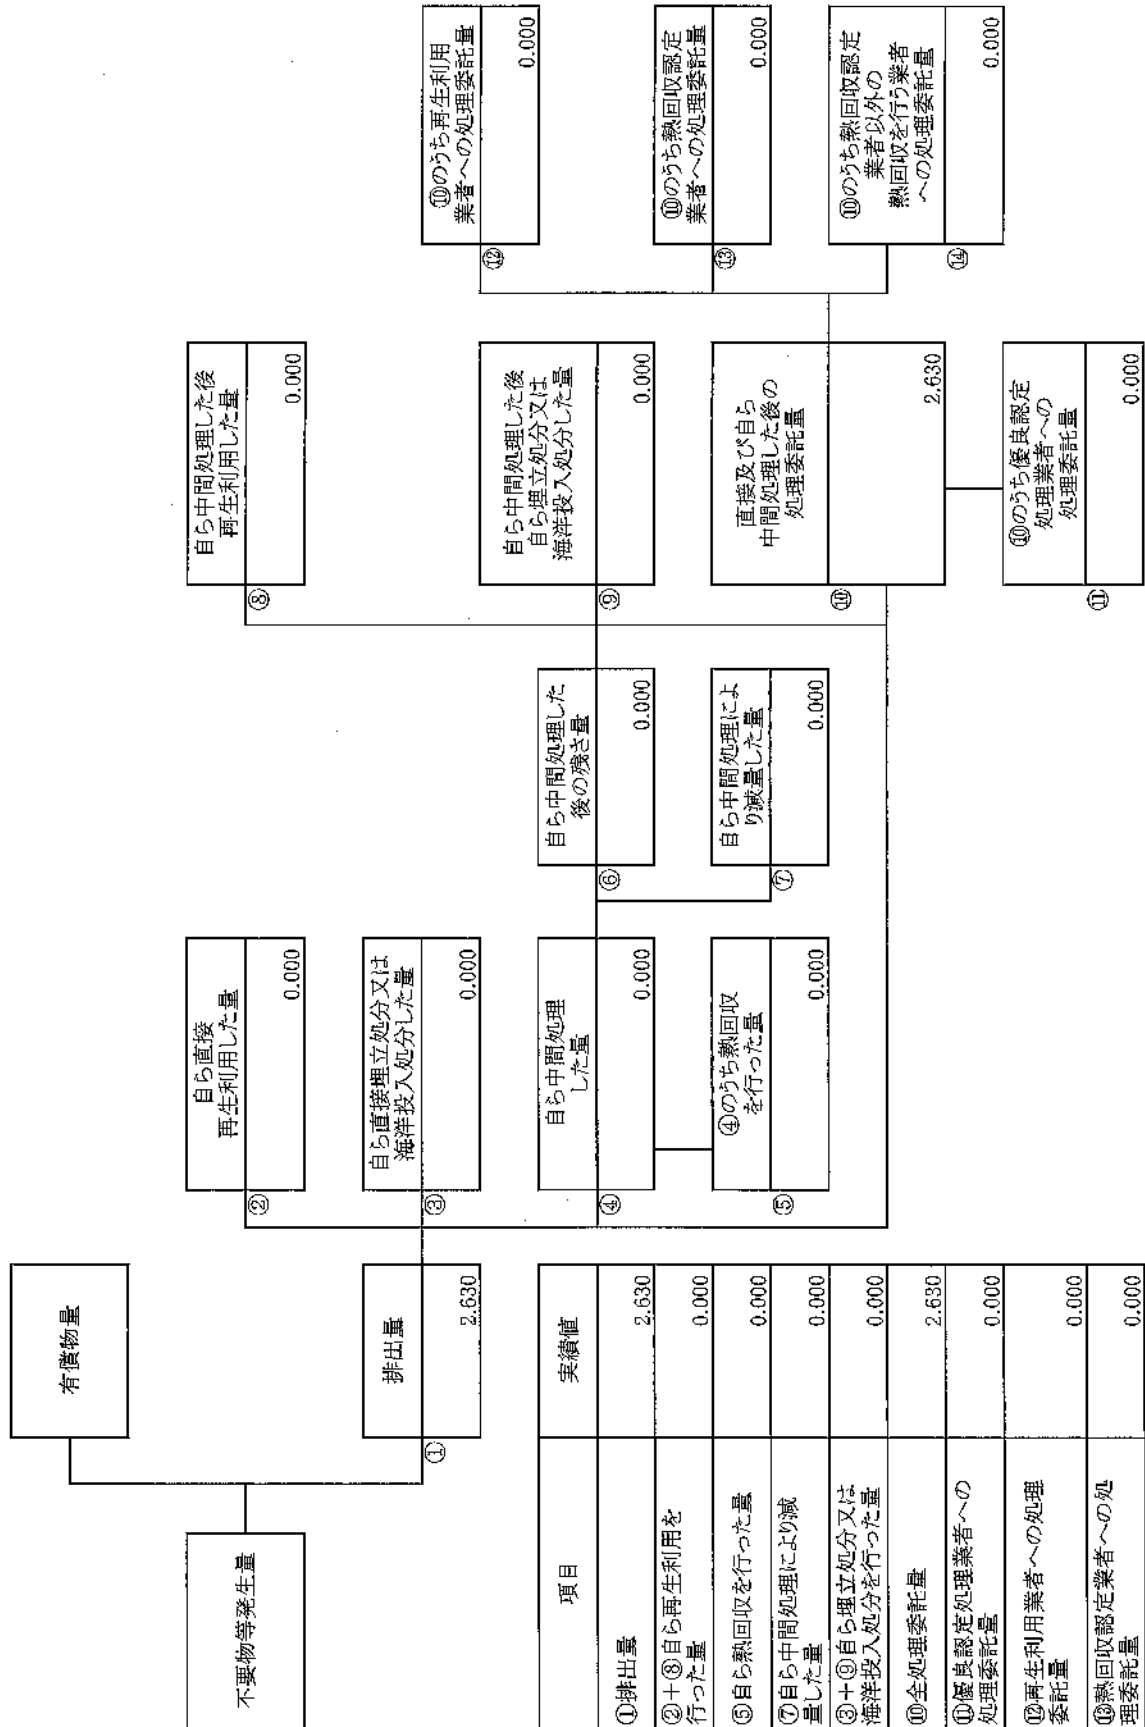 不要物等発生量
有償物量
排出量
①
2.630
自ら直接
再生利用した量
②
0.000
自ら直接埋立処分又は
海洋投入処分した量
③
0.000
自ら中間処理
した量
④
0.000
④のうち熱回収
を行った量
⑤
0.000
自ら中間処理した
後の残さ量
⑥
0.000
自ら中間処理によ
り減量した量
⑦
0.000
自ら中間処理した後
再生利用した量
⑧
0.000
自ら中間処理した後
自ら埋立処分又は
海洋投入処分した量
⑨
0.000
直接及び自ら
中間処理した後の
処理委託量
⑩
2.630
⑩のうち優良認定
処理業者への
処理委託量
⑪
0.000
⑩のうち再生利用
業者への処理委託量
⑫
0.000
⑩のうち熱回収認定
業者への処理委託量
⑬
0.000
⑩のうち熱回収認定
業者以外の
熱回収を行う業者
への処理委託量
⑭
0.000
項目 実績値
①排出量 2.630
②+⑧自ら再生利用を
行った量 0.000
⑤自ら熱回収を行った量 0.000
⑦自ら中間処理により減
量した量 0.000
③+⑨自ら埋立処分又は
海洋投入処分を行った量 0.000
⑩全処理委託量 2.630
⑪優良認定処理業者への
処理委託量 0.000
⑫再生利用業者への処理
委託量 0.000
⑬熱回収認定業者への処
理委託量 0.000